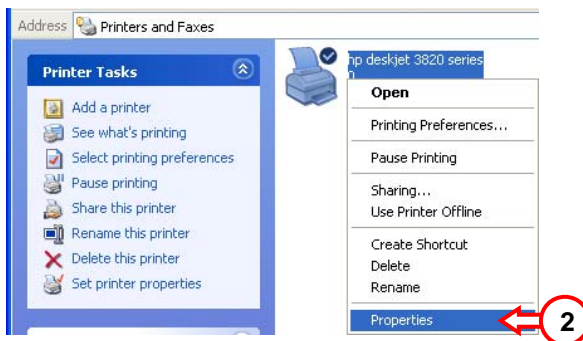 Address Printers and Faxes
Printer Tasks
Add a printer
See what's printing
Select printing preferences
Pause printing
Share this printer
Rename this printer
Delete this printer
Set printer properties
hp deskjet 3820 series
0
Open
Printing Preferences...
Pause Printing
Sharing...
Use Printer Offline
Create Shortcut
Delete
Rename
Properties
2